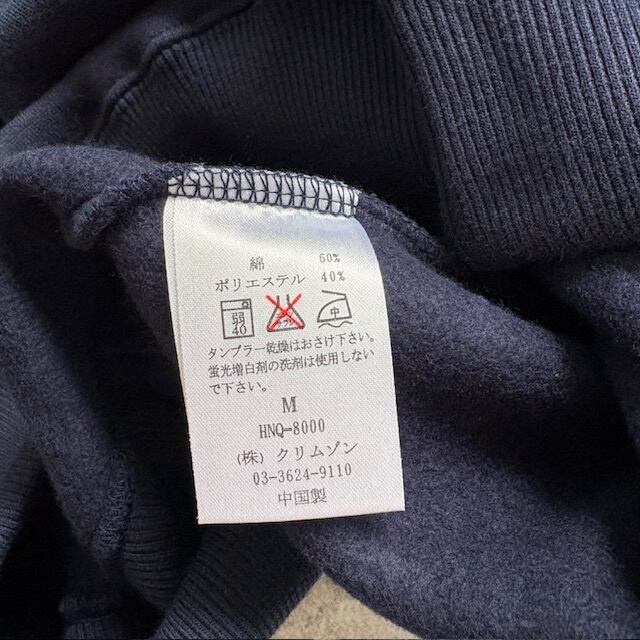 綿 60%
ポリエステル 40%
弱 中
40
タンブラー乾燥はおさけ下さい。
蛍光増白剤の洗剤は使用しない
で下さい。
M
HNQ-8000
(株) クリムゾン
03-3624-9110
中国製